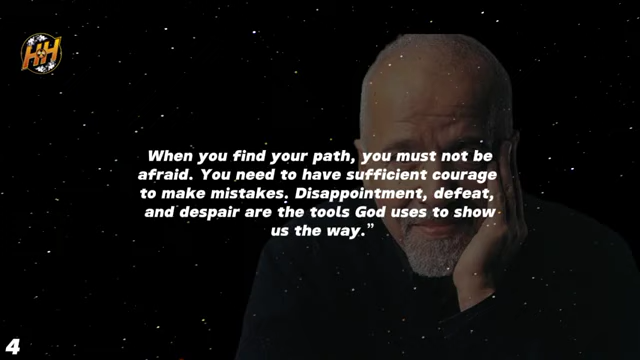 HH
When you find your path, you must not be
afraid. You need to have sufficient courage
to make mistakes. Disappointment, defeat,
and despair are the tools God uses to show
us the way.”
4